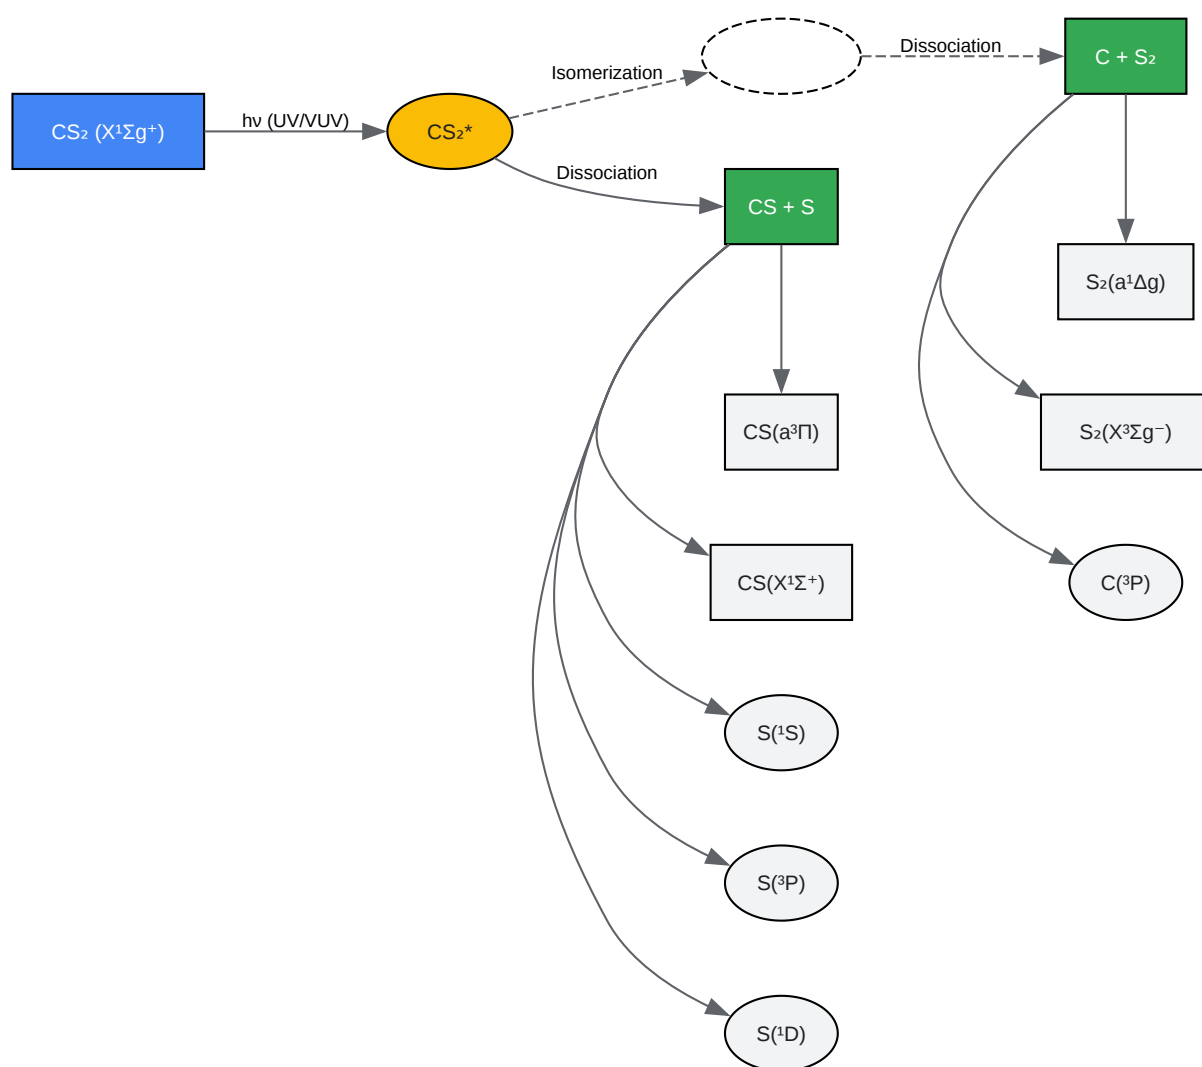 Dissociation
C + S₂
Isomerization
CS₂ (X¹Σg⁺)
hν (UV/VUV)
CS₂*
Dissociation
CS + S
S₂(a¹Δg)
CS(a³Π)
S₂(X³Σg⁻)
CS(X¹Σ⁺)
C(³P)
S(¹S)
S(³P)
S(¹D)